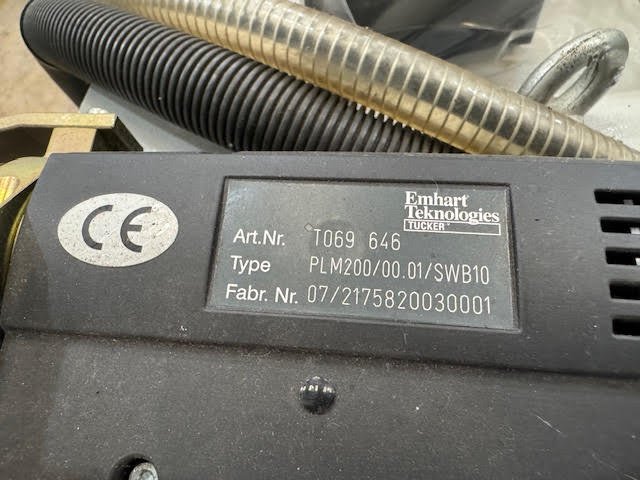 CE
Emhart
Teknologies
TUCKER
Art.Nr. T069 646
Type PLM200/00.01/SWB10
Fabr. Nr. 07/2175820030001